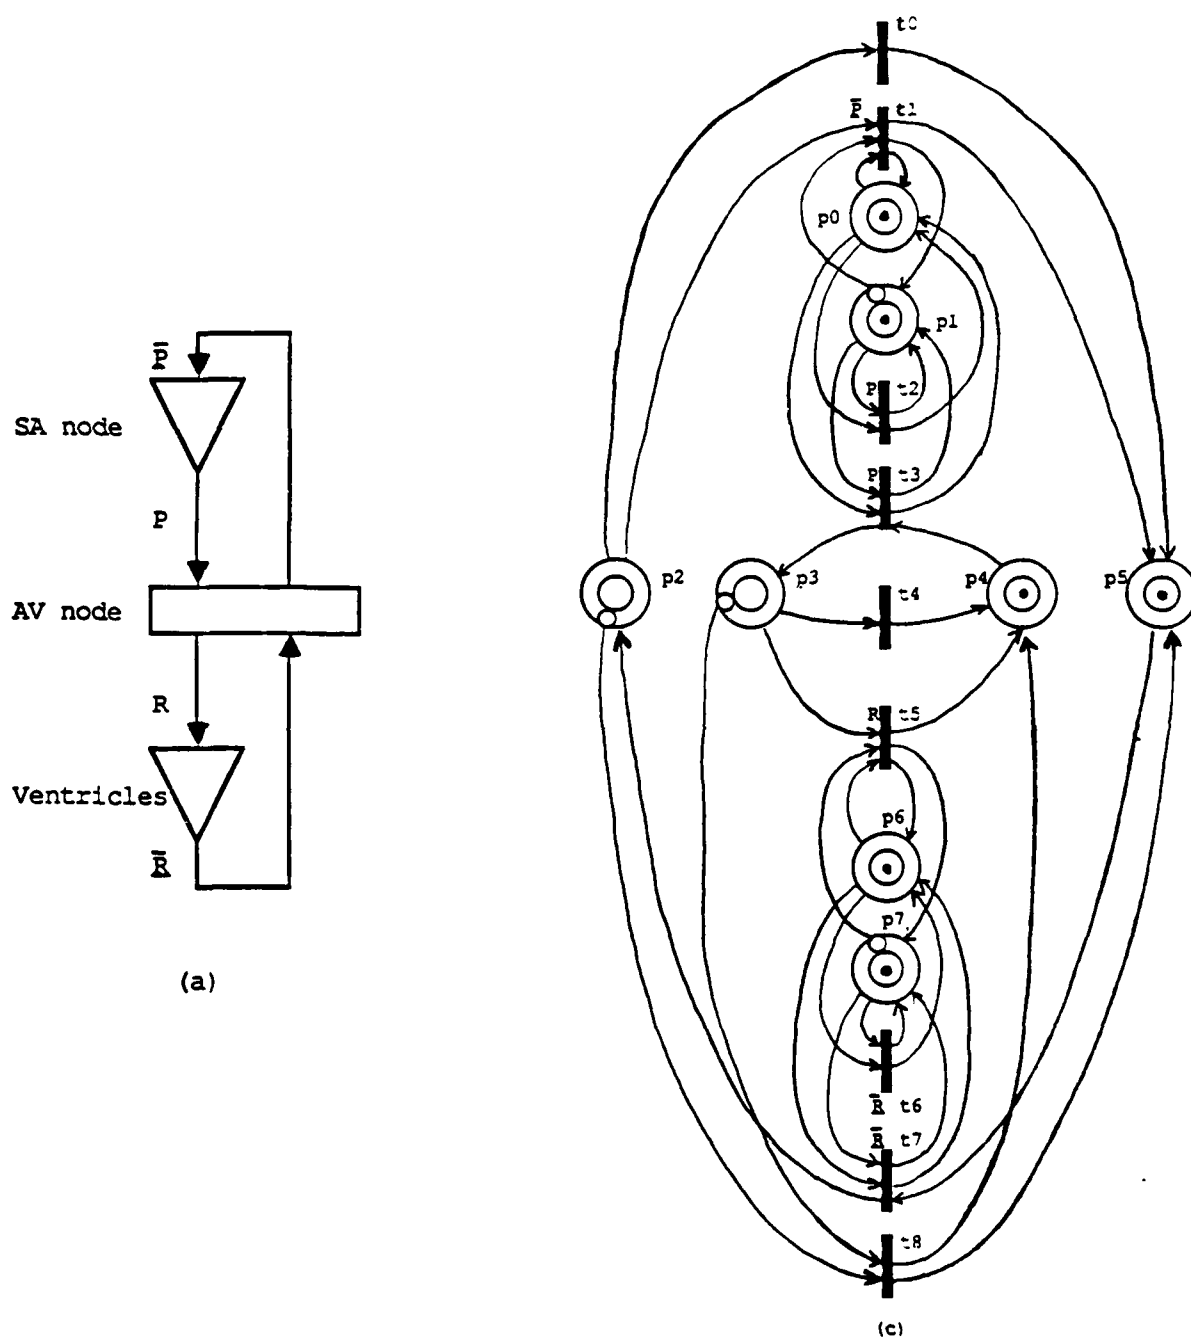 P̅
SA node
P
AV node
R
Ventricles
R̅
(a)
t0
P̅ t1
p0
p1
P t2
P t3
p2
p3
p4
p5
t4
R t5
p6
p7
R̅ t6
R̅ t7
t8
(c)